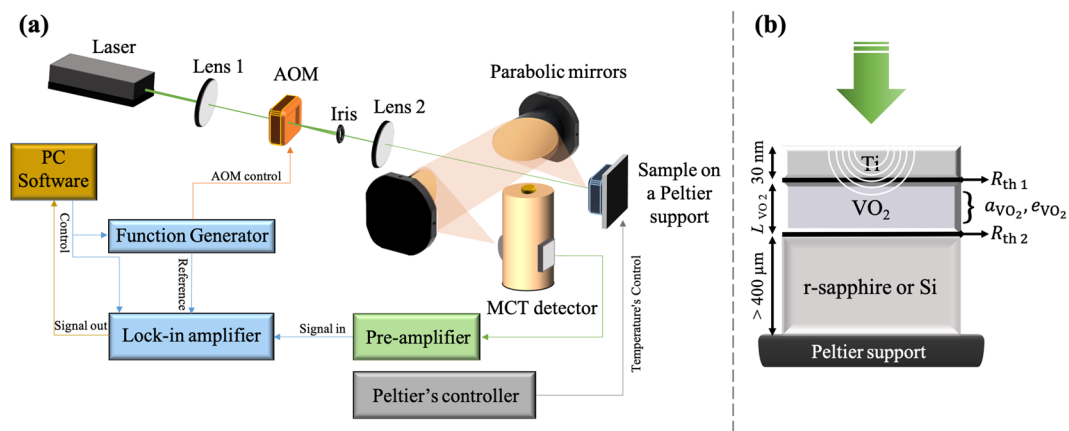 (a)
Laser
Lens 1
AOM
Iris
Lens 2
Parabolic mirrors
Sample on
a Peltier
support
PC
Software
AOM control
Control
Function Generator
Reference
MCT detector
Signal out
Lock-in amplifier
Signal in
Pre-amplifier
Temperature's Control
Peltier's controller
(b)
30 nm
Ti
R_th 1
L_VO2
VO₂
a_VO₂, e_VO₂
R_th 2
> 400 μm
r-sapphire or Si
Peltier support